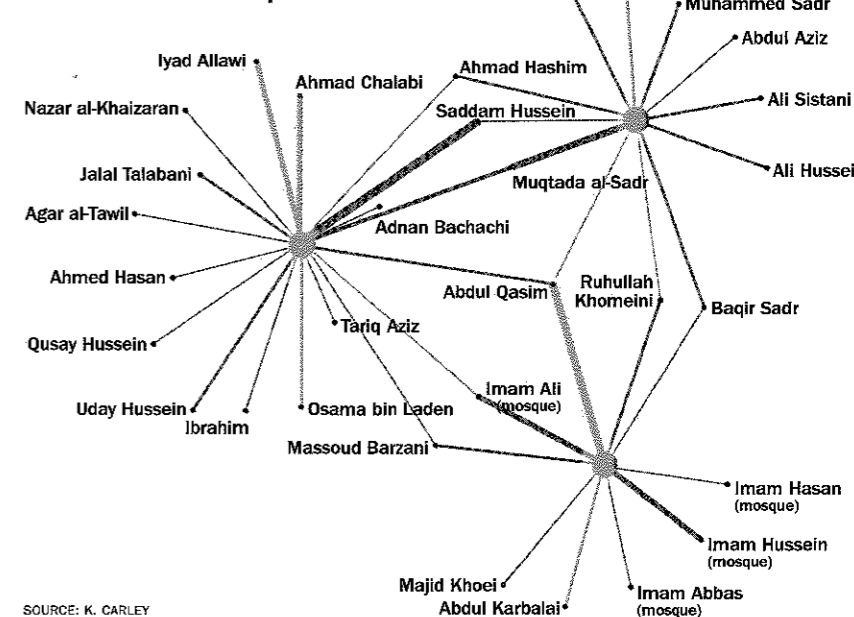 Muhammed Sadr
Abdul Aziz
Iyad Allawi
Ahmad Hashim
Ahmad Chalabi
Ali Sistani
Nazar al-Khaizaran
Saddam Hussein
Ali Hussei
Jalal Talabani
Muqtada al-Sadr
Agar al-Tawil
Adnan Bachachi
Ahmed Hasan
Abdul Qasim
Ruhullah
Khomeini
Baqir Sadr
Tariq Aziz
Qusay Hussein
Imam Ali
(mosque)
Uday Hussein
Osama bin Laden
Ibrahim
Massoud Barzani
Imam Hasan
(mosque)
Imam Hussein
(mosque)
Majid Khoei
Imam Abbas
(mosque)
Abdul Karbalai
SOURCE: K. CARLEY